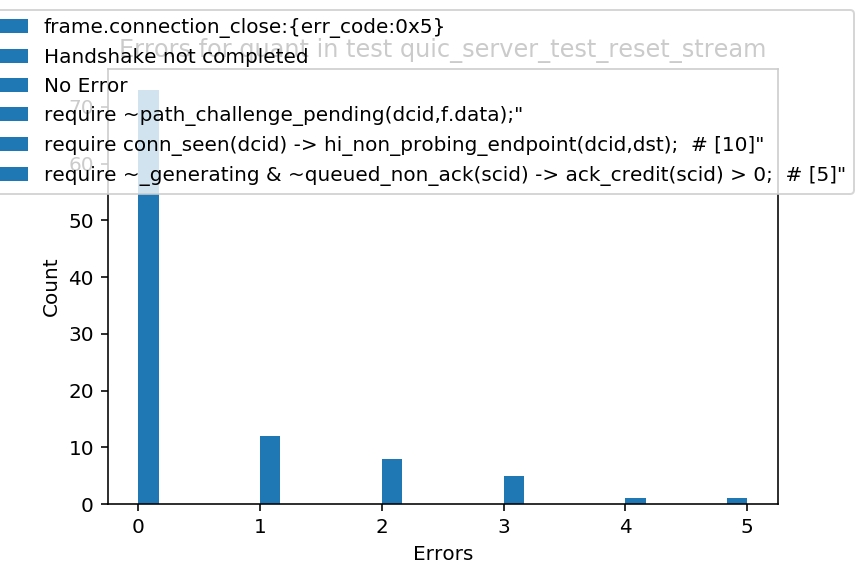 Errors for quant in test quic_server_test_reset_stream
frame.connection_close:{err_code:0x5}
Handshake not completed
No Error
require ~path_challenge_pending(dcid,f.data);"
require conn_seen(dcid) -> hi_non_probing_endpoint(dcid,dst);  # [10]"
require ~_generating & ~queued_non_ack(scid) -> ack_credit(scid) > 0;  # [5]"
70
60
50
40
30
20
10
0
Count
0 1 2 3 4 5
Errors